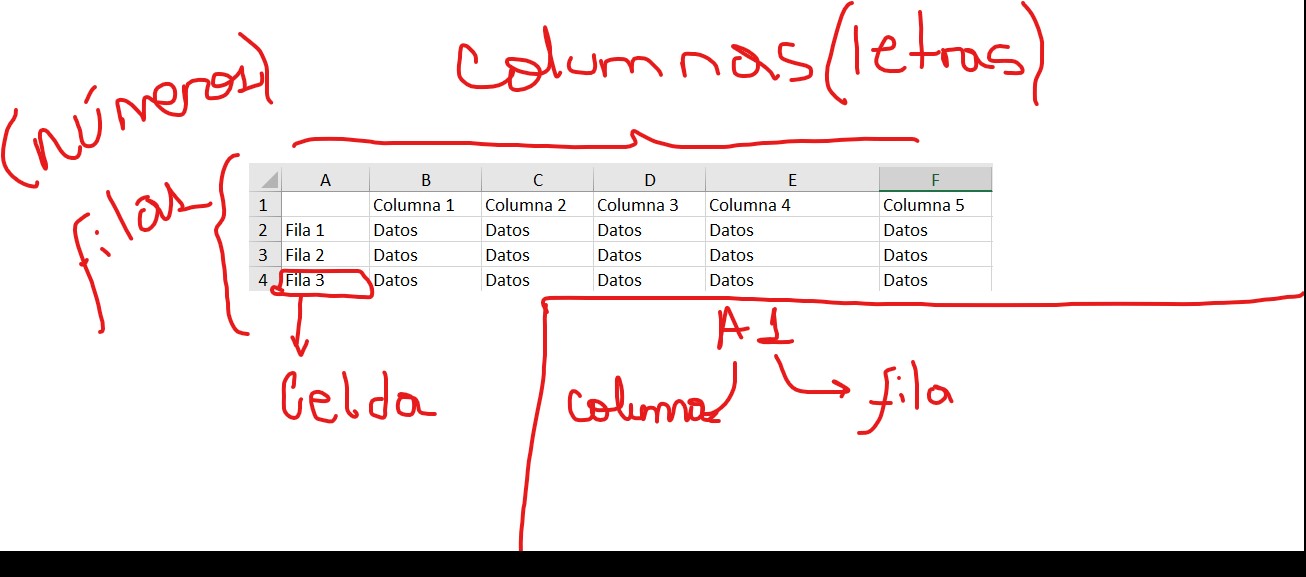 columnas (letras)
(números)
filas
A B C D E F
1 Columna 1 Columna 2 Columna 3 Columna 4 Columna 5
2 Fila 1 Datos Datos Datos Datos Datos
3 Fila 2 Datos Datos Datos Datos Datos
4 Fila 3 Datos Datos Datos Datos Datos
A1
Celda
columna
fila